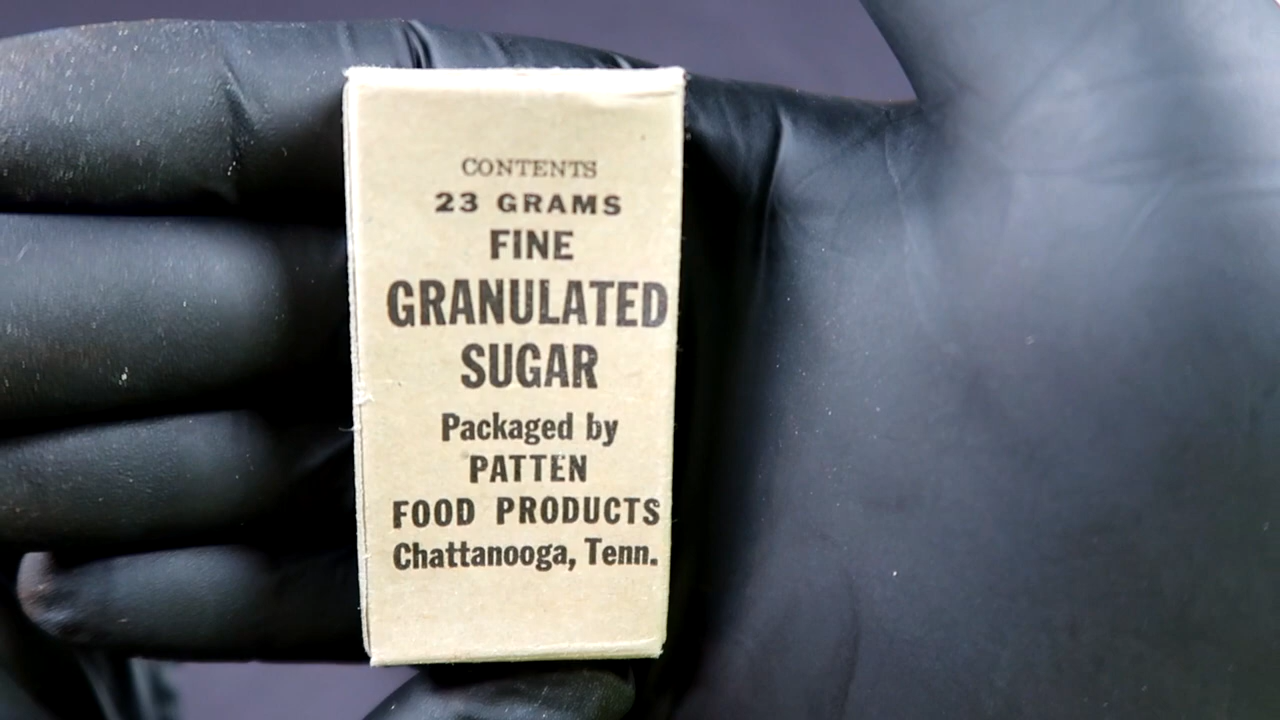 CONTENTS
23 GRAMS
FINE
GRANULATED
SUGAR
Packaged by
PATTEN
FOOD PRODUCTS
Chattanooga, Tenn.